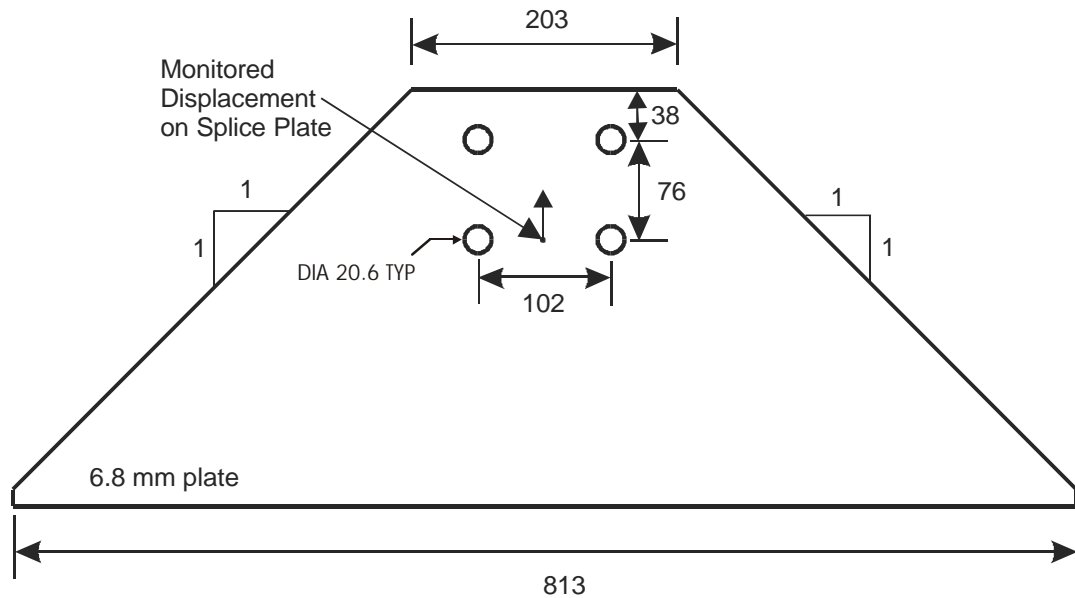 203
Monitored
Displacement
on Splice Plate
38
76
1
1
1
1
DIA 20.6 TYP
102
6.8 mm plate
813